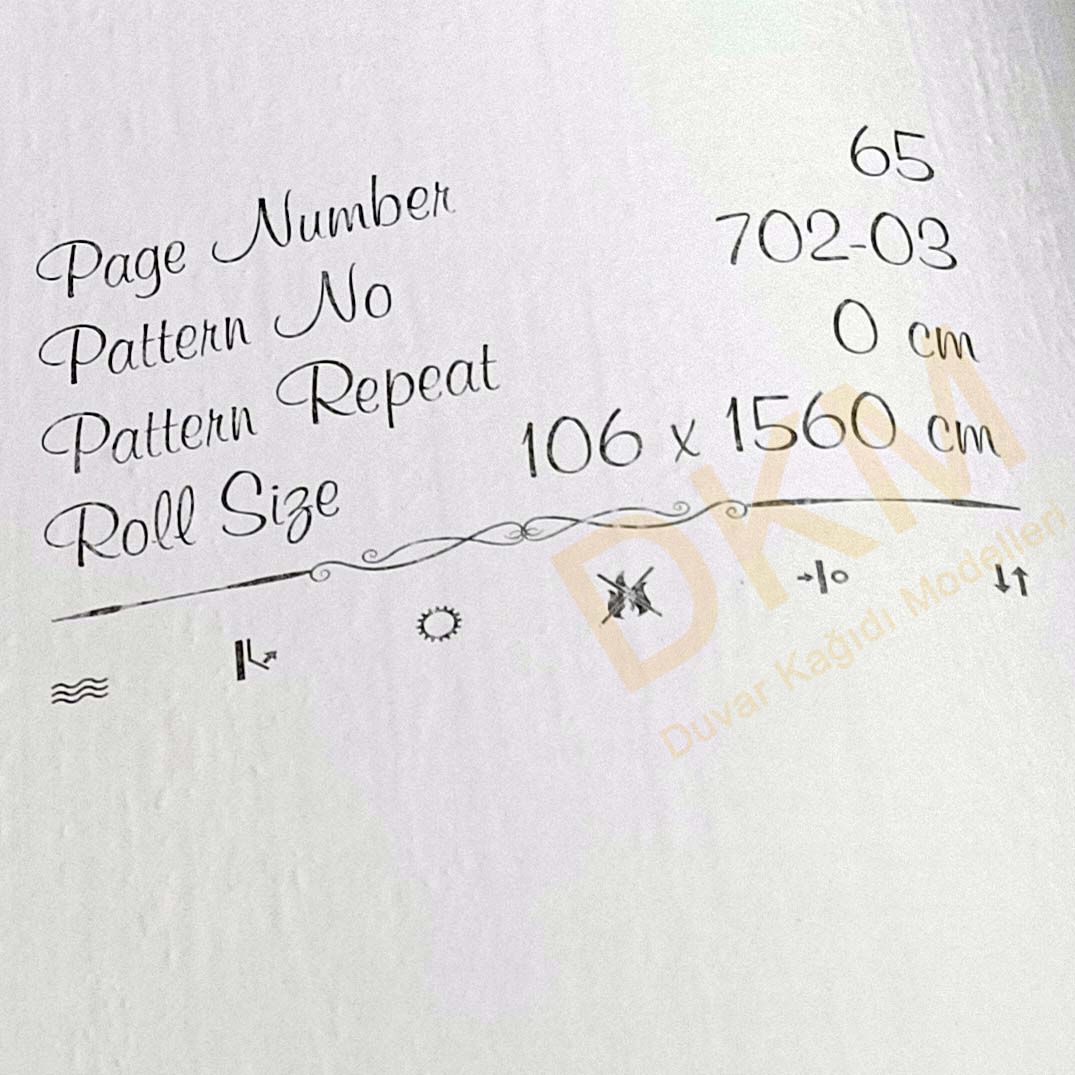 Page Number 65
Pattern No 702-03
Pattern Repeat 0 cm
Roll Size 106 x 1560 cm
DKM
Duvar Kağıdı Modelleri